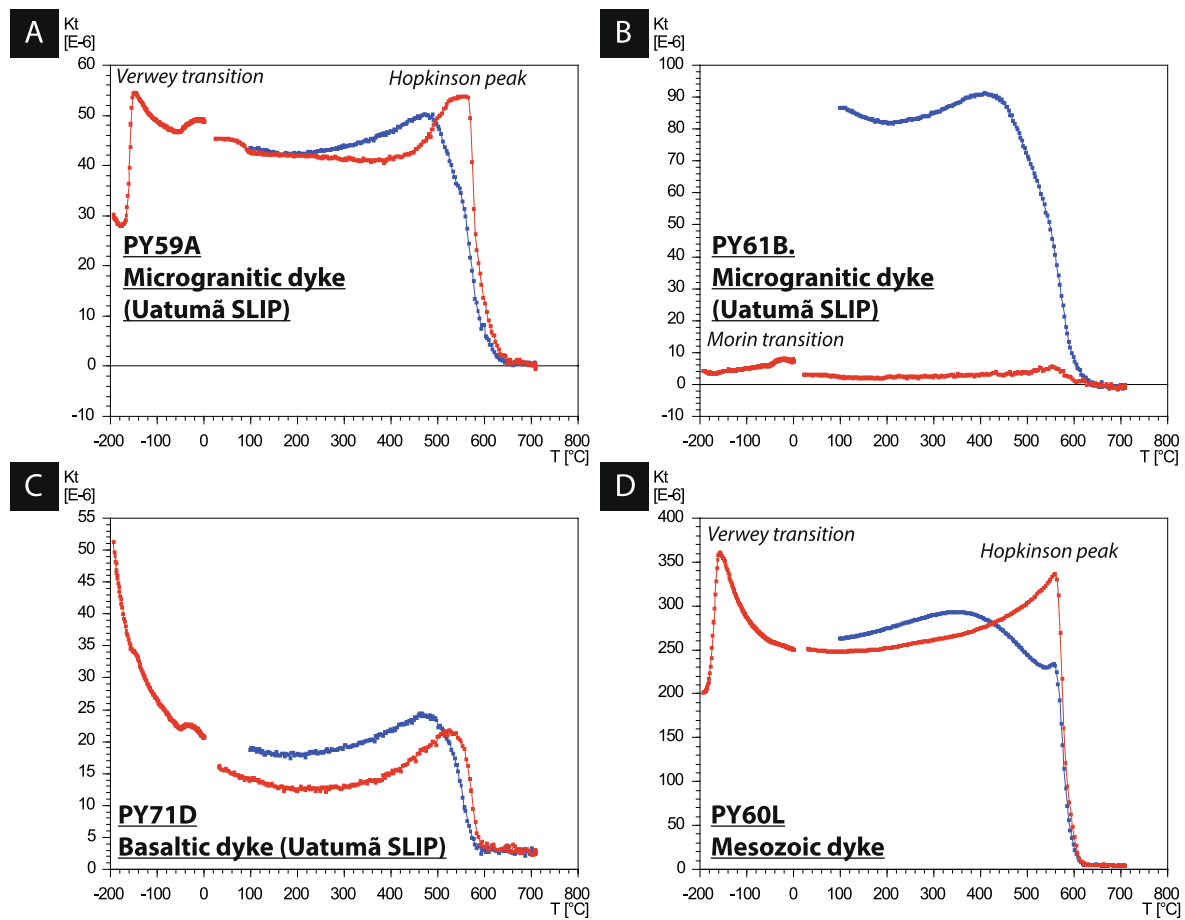 A
Kt
[E-6]
60
50
40
30
20
10
0
-10
Verwey transition
Hopkinson peak
PY59A
Microgranitic dyke
(Uatumã SLIP)
-200 -100 0 100 200 300 400 500 600 700 800
T [°C]
B
Kt
[E-6]
100
90
80
70
60
50
40
30
20
10
0
-10
PY61B.
Microgranitic dyke
(Uatumã SLIP)
Morin transition
-200 -100 0 100 200 300 400 500 600 700 800
T [°C]
C
Kt
[E-6]
55
50
45
40
35
30
25
20
15
10
5
0
PY71D
Basaltic dyke (Uatumã SLIP)
-200 -100 0 100 200 300 400 500 600 700 800
T [°C]
D
Kt
[E-6]
400
350
300
250
200
150
100
50
0
Verwey transition
Hopkinson peak
PY60L
Mesozoic dyke
-200 -100 0 100 200 300 400 500 600 700 800
T [°C]